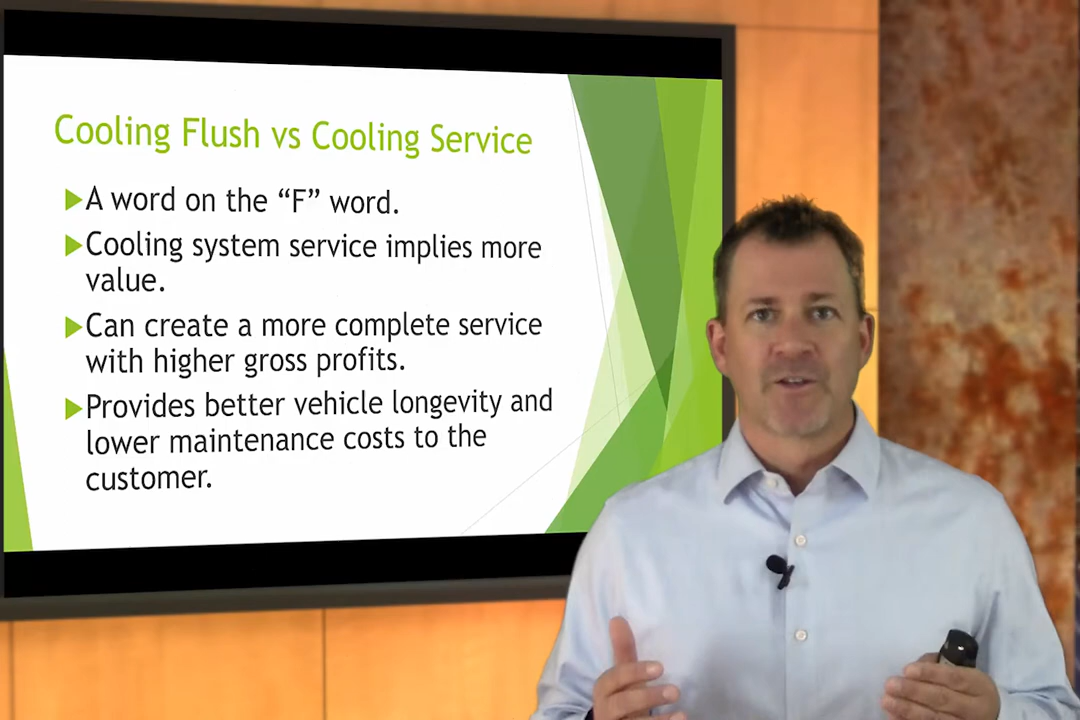 Cooling Flush vs Cooling Service
A word on the “F” word.
Cooling system service implies more
value.
Can create a more complete service
with higher gross profits.
Provides better vehicle longevity and
lower maintenance costs to the
customer.